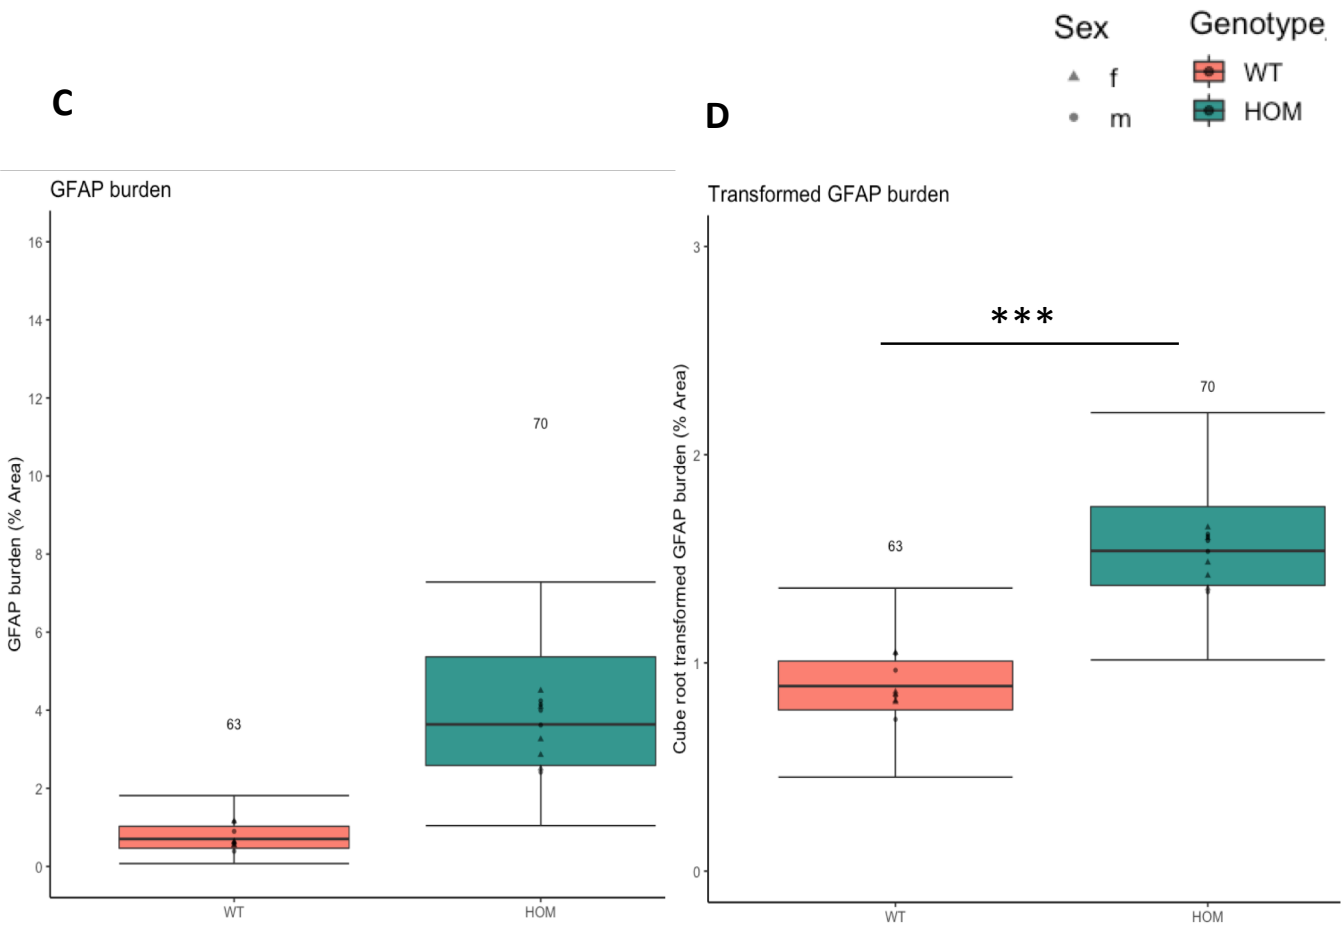 Sex
f
m
Genotype
WT
HOM
C
GFAP burden
GFAP burden (% Area)
16
14
12
10
8
6
4
2
0
63
70
WT
HOM
D
Transformed GFAP burden
Cube root transformed GFAP burden (% Area)
3
2
1
0
***
63
70
WT
HOM